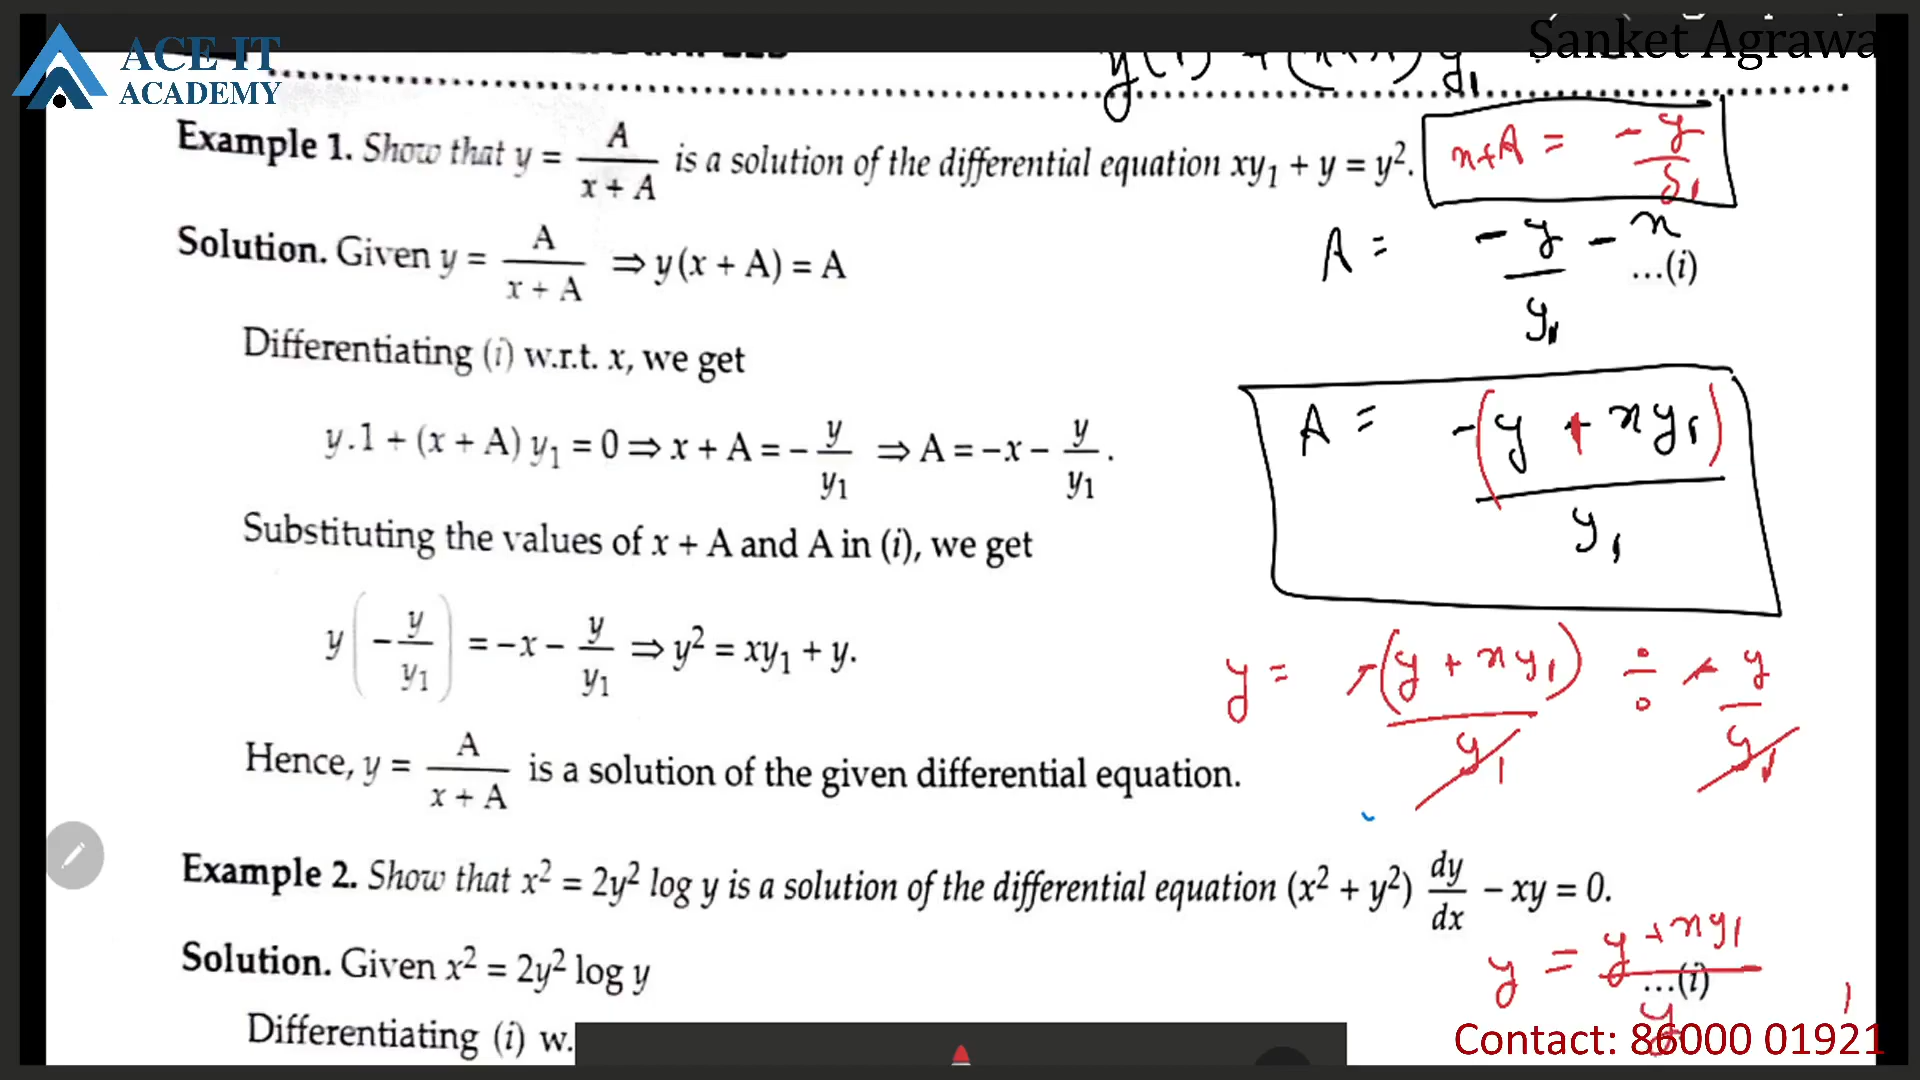 Sanket Agrawa
ACE IT
ACADEMY
Example 1. Show that y = A / (x + A) is a solution of the differential equation xy₁ + y = y².
x+A = - y/y₁
Solution. Given y = A / (x + A) ⇒ y (x + A) = A ...(i)
A = - y/y₁ - x
Differentiating (i) w.r.t. x, we get
A = -(y + xy₁) / y₁
y.1 + (x + A) y₁ = 0 ⇒ x + A = - y/y₁ ⇒ A = -x - y/y₁ .
Substituting the values of x + A and A in (i), we get
y (- y/y₁) = -x - y/y₁ ⇒ y² = xy₁ + y.
y = -(y + xy₁) / y₁ ÷ - y/y₁
Hence, y = A / (x + A) is a solution of the given differential equation.
Example 2. Show that x² = 2y² log y is a solution of the differential equation (x² + y²) dy/dx - xy = 0.
y = (y + xy₁) / y
Solution. Given x² = 2y² log y ...(i)
Differentiating (i) w.
Contact: 86000 01921